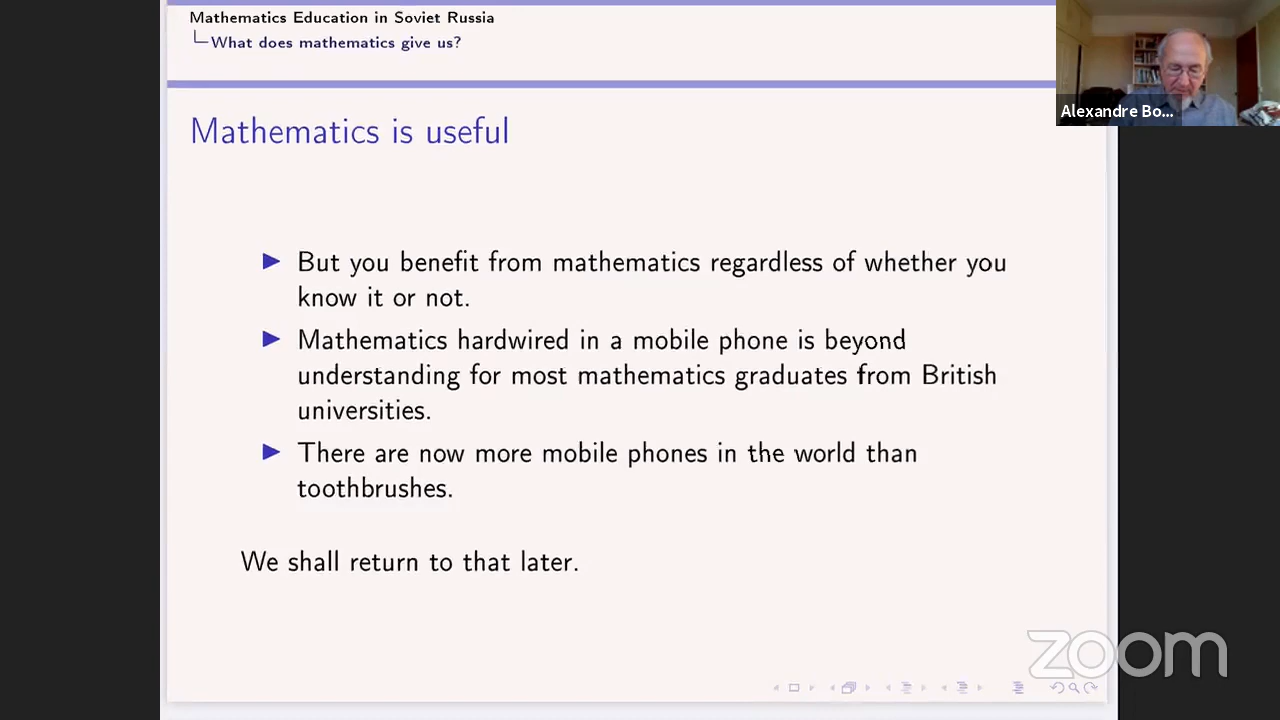 Mathematics Education in Soviet Russia
What does mathematics give us?
Alexandre Bo...
Mathematics is useful
But you benefit from mathematics regardless of whether you
know it or not.
Mathematics hardwired in a mobile phone is beyond
understanding for most mathematics graduates from British
universities.
There are now more mobile phones in the world than
toothbrushes.
We shall return to that later.
zoom